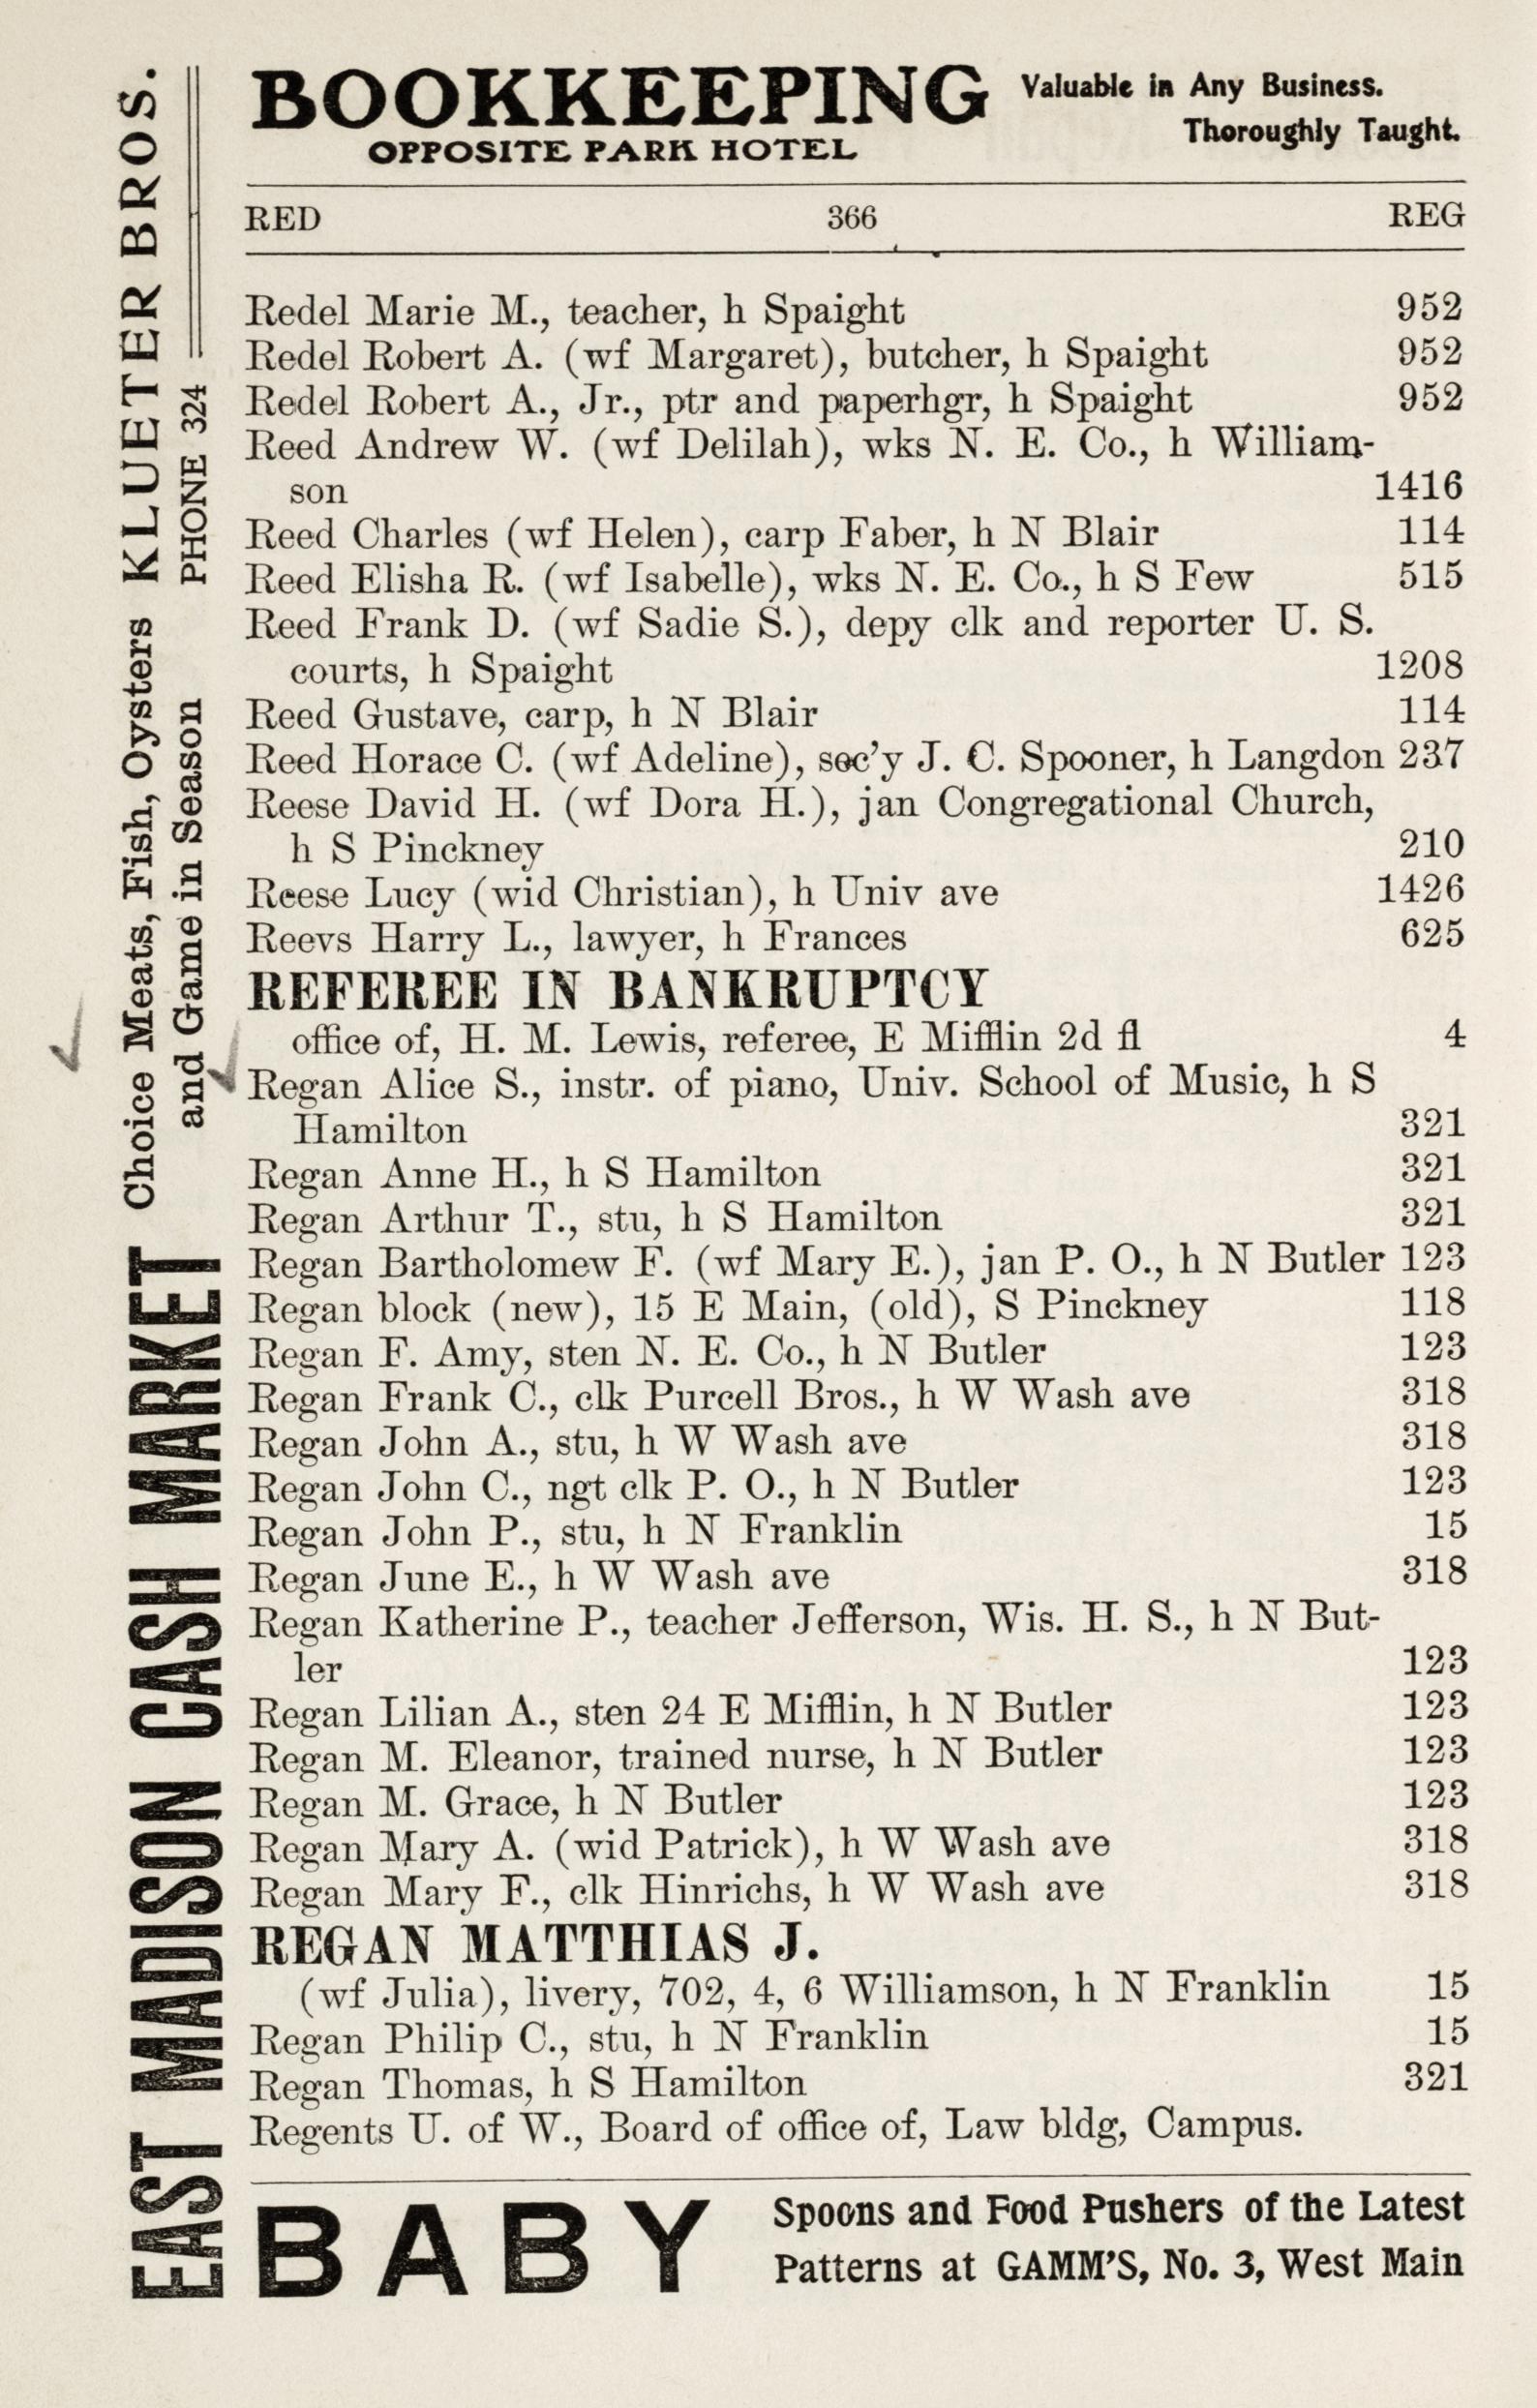 BOOKKEEPING Valuable in Any Business.
OPPOSITE PARK HOTEL Thoroughly Taught.
RED 366 REG
Redel Marie M., teacher, h Spaight 952
Redel Robert A. (wf Margaret), butcher, h Spaight 952
Redel Robert A., Jr., ptr and paperhgr, h Spaight 952
Reed Andrew W. (wf Delilah), wks N. E. Co., h William-
son 1416
Reed Charles (wf Helen), carp Faber, h N Blair 114
Reed Elisha R. (wf Isabelle), wks N. E. Co., h S Few 515
Reed Frank D. (wf Sadie S.), depy clk and reporter U. S.
courts, h Spaight 1208
Reed Gustave, carp, h N Blair 114
Reed Horace C. (wf Adeline), sec'y J. C. Spooner, h Langdon 237
Reese David H. (wf Dora H.), jan Congregational Church,
h S Pinckney 210
Reese Lucy (wid Christian), h Univ ave 1426
Reevs Harry L., lawyer, h Frances 625
REFEREE IN BANKRUPTCY
office of, H. M. Lewis, referee, E Mifflin 2d fl 4
Regan Alice S., instr. of piano, Univ. School of Music, h S
Hamilton 321
Regan Anne H., h S Hamilton 321
Regan Arthur T., stu, h S Hamilton 321
Regan Bartholomew F. (wf Mary E.), jan P. O., h N Butler 123
Regan block (new), 15 E Main, (old), S Pinckney 118
Regan F. Amy, sten N. E. Co., h N Butler 123
Regan Frank C., clk Purcell Bros., h W Wash ave 318
Regan John A., stu, h W Wash ave 318
Regan John C., ngt clk P. O., h N Butler 123
Regan John P., stu, h N Franklin 15
Regan June E., h W Wash ave 318
Regan Katherine P., teacher Jefferson, Wis. H. S., h N But-
ler 123
Regan Lilian A., sten 24 E Mifflin, h N Butler 123
Regan M. Eleanor, trained nurse, h N Butler 123
Regan M. Grace, h N Butler 123
Regan Mary A. (wid Patrick), h W Wash ave 318
Regan Mary F., clk Hinrichs, h W Wash ave 318
REGAN MATTHIAS J.
(wf Julia), livery, 702, 4, 6 Williamson, h N Franklin 15
Regan Philip C., stu, h N Franklin 15
Regan Thomas, h S Hamilton 321
Regents U. of W., Board of office of, Law bldg, Campus.
BABY Spoons and Food Pushers of the Latest
Patterns at GAMM'S, No. 3, West Main
EAST MADISON CASH MARKET Choice Meats, Fish, Oysters KLUETER BROS.
and Game in Season PHONE 324